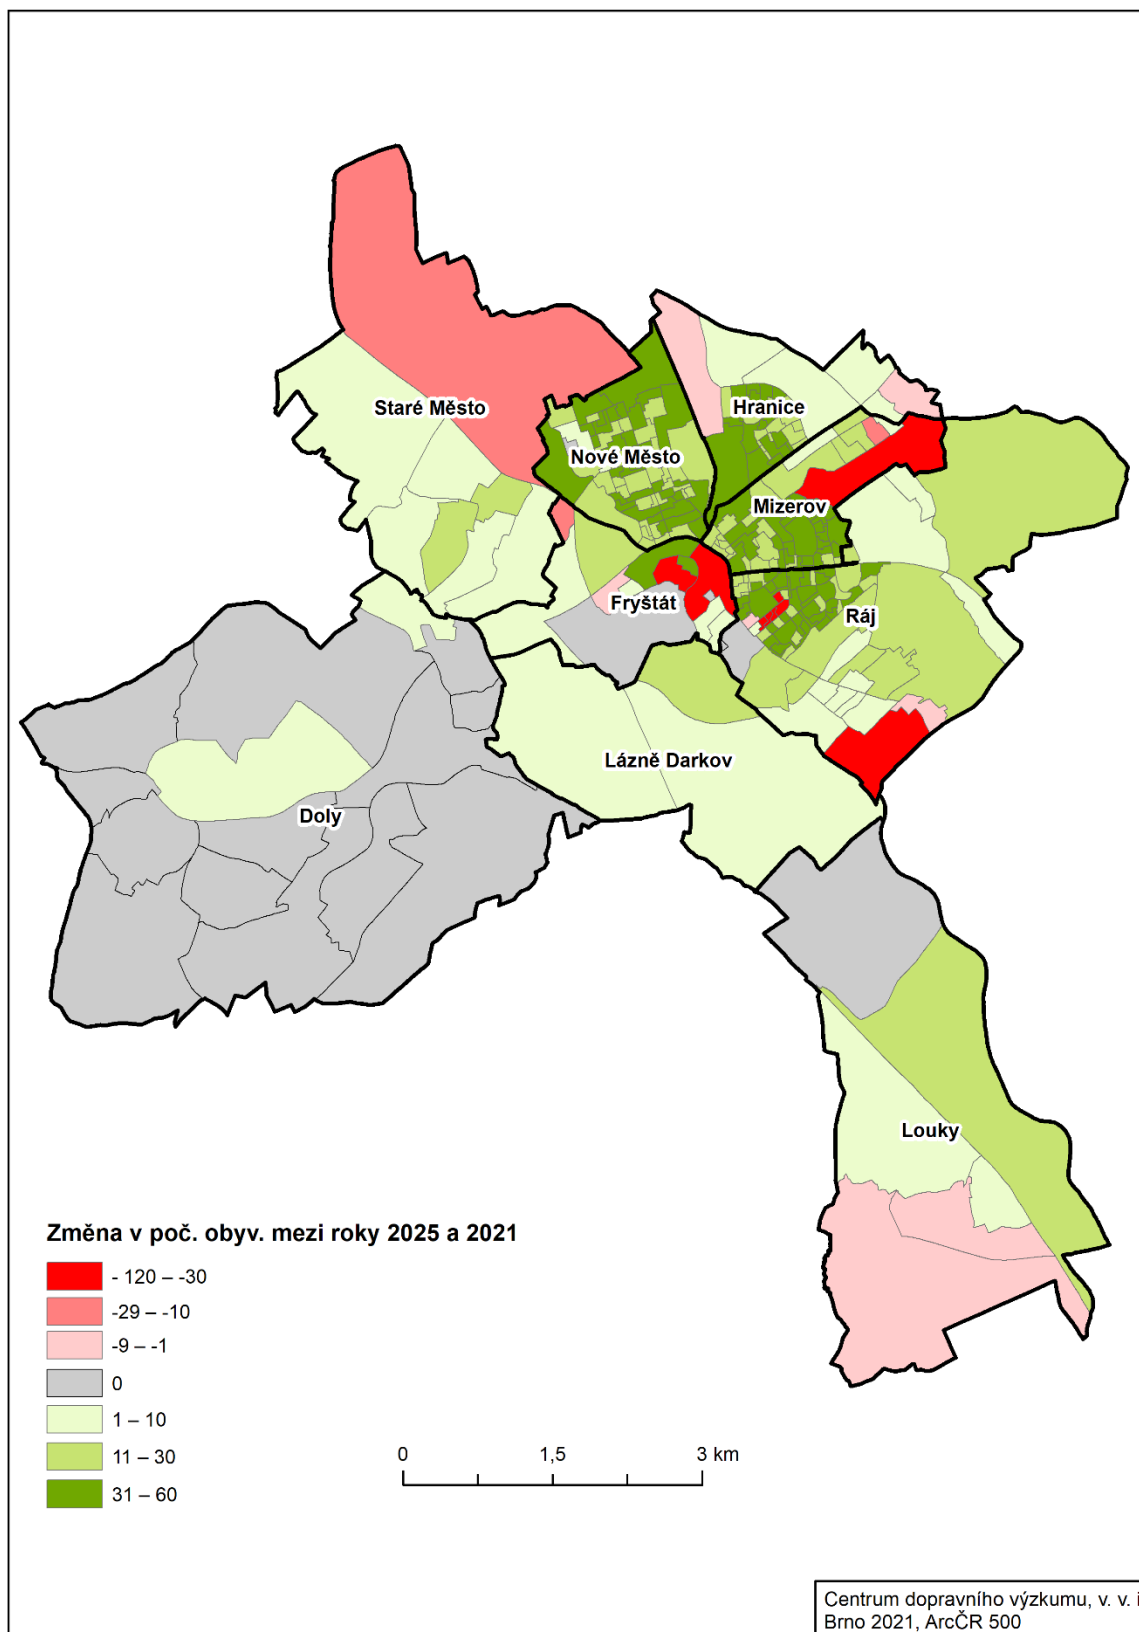 Staré Město
Hranice
Nové Město
Mizerov
Fryštát
Ráj
Lázně Darkov
Doly
Louky
Změna v poč. obyv. mezi roky 2025 a 2021
- 120 – -30
-29 – -10
-9 – -1
0
1 – 10
11 – 30
31 – 60
0 1,5 3 km
Centrum dopravního výzkumu, v. v. i
Brno 2021, ArcČR 500